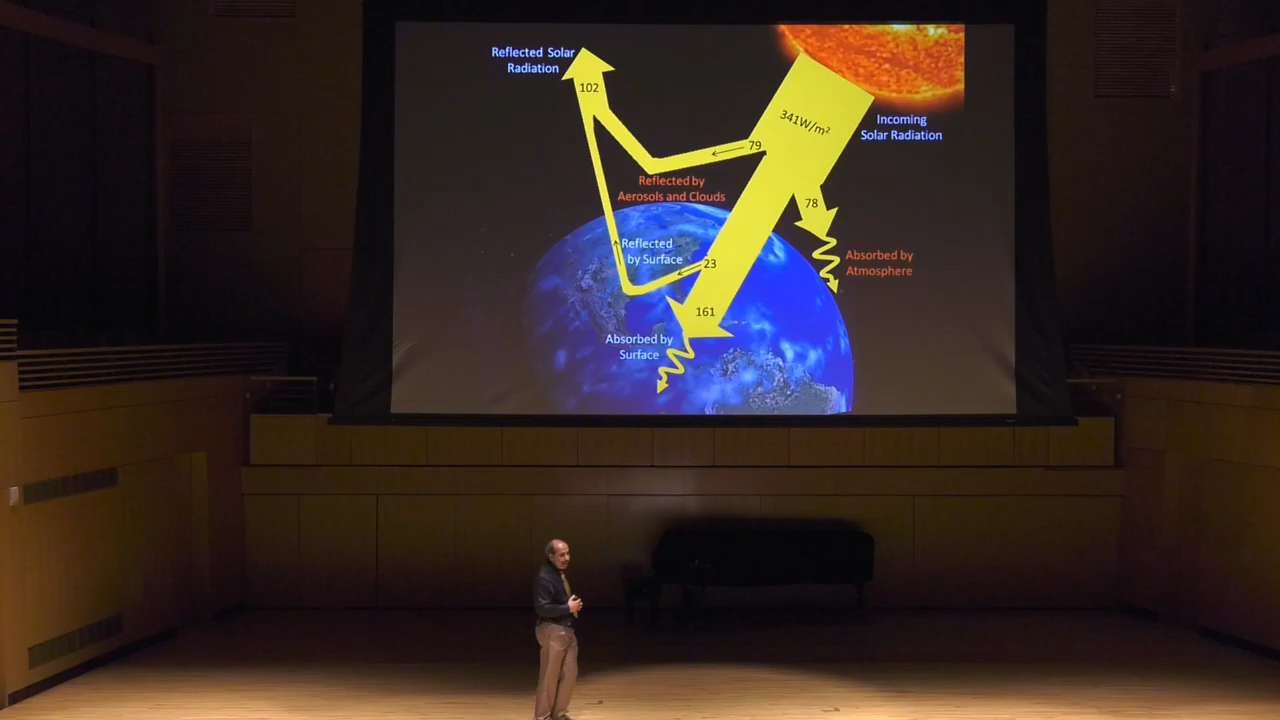 Reflected Solar
Radiation
102
341W/m²
Incoming
Solar Radiation
79
Reflected by
Aerosols and Clouds
78
Reflected
by Surface
23
Absorbed by
Atmosphere
161
Absorbed by
Surface